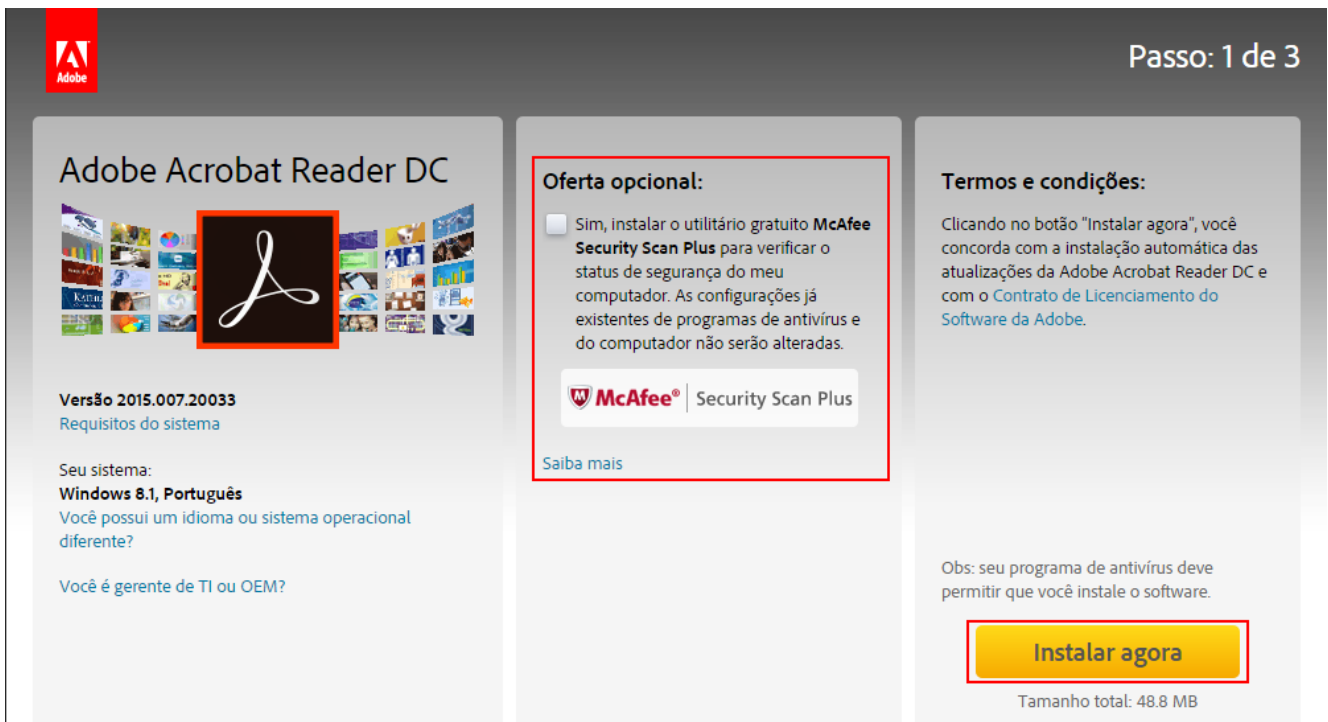 Adobe
Passo: 1 de 3
Adobe Acrobat Reader DC
Versão 2015.007.20033
Requisitos do sistema
Seu sistema:
Windows 8.1, Português
Você possui um idioma ou sistema operacional
diferente?
Você é gerente de TI ou OEM?
Oferta opcional:
Sim, instalar o utilitário gratuito McAfee
Security Scan Plus para verificar o
status de segurança do meu
computador. As configurações já
existentes de programas de antivírus e
do computador não serão alteradas.
McAfee® Security Scan Plus
Saiba mais
Termos e condições:
Clicando no botão "Instalar agora", você
concorda com a instalação automática das
atualizações da Adobe Acrobat Reader DC e
com o Contrato de Licenciamento do
Software da Adobe.
Obs: seu programa de antivírus deve
permitir que você instale o software.
Instalar agora
Tamanho total: 48.8 MB